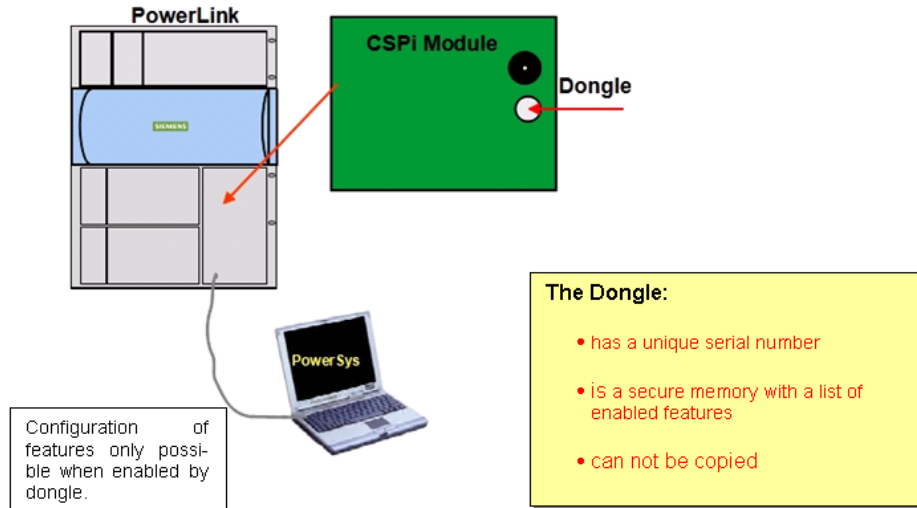 PowerLink
CSPi Module
Dongle
SIEMENS
PowerSys
The Dongle:
• has a unique serial number
• is a secure memory with a list of
enabled features
• can not be copied
Configuration of
features only possi-
ble when enabled by
dongle.